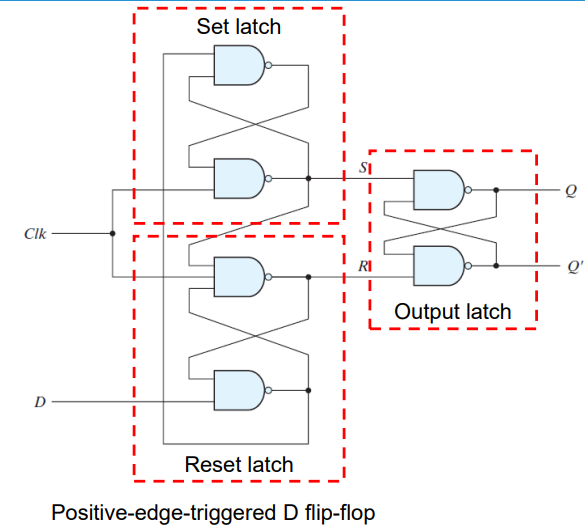 Set latch
S
Q
Clk
R
Q'
Output latch
D
Reset latch
Positive-edge-triggered D flip-flop